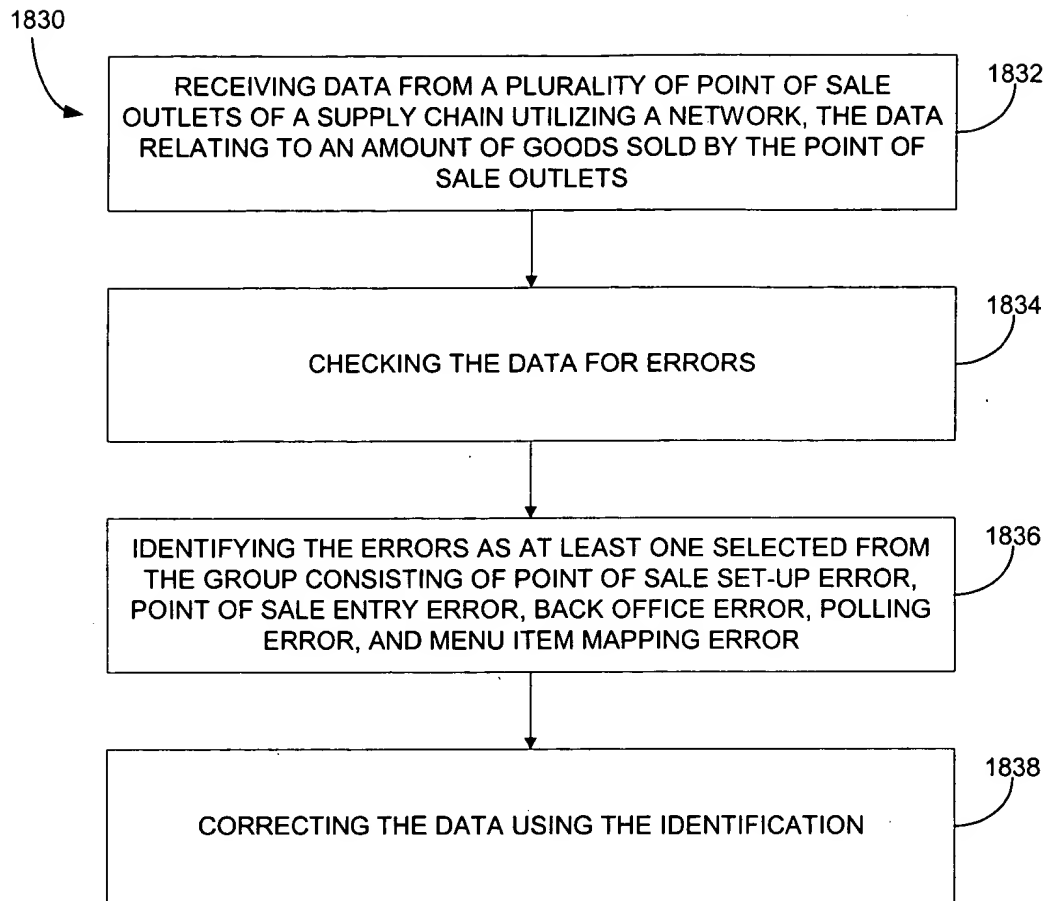 1830
RECEIVING DATA FROM A PLURALITY OF POINT OF SALE
OUTLETS OF A SUPPLY CHAIN UTILIZING A NETWORK, THE DATA
RELATING TO AN AMOUNT OF GOODS SOLD BY THE POINT OF
SALE OUTLETS
1832
CHECKING THE DATA FOR ERRORS
1834
IDENTIFYING THE ERRORS AS AT LEAST ONE SELECTED FROM
THE GROUP CONSISTING OF POINT OF SALE SET-UP ERROR,
POINT OF SALE ENTRY ERROR, BACK OFFICE ERROR, POLLING
ERROR, AND MENU ITEM MAPPING ERROR
1836
CORRECTING THE DATA USING THE IDENTIFICATION
1838